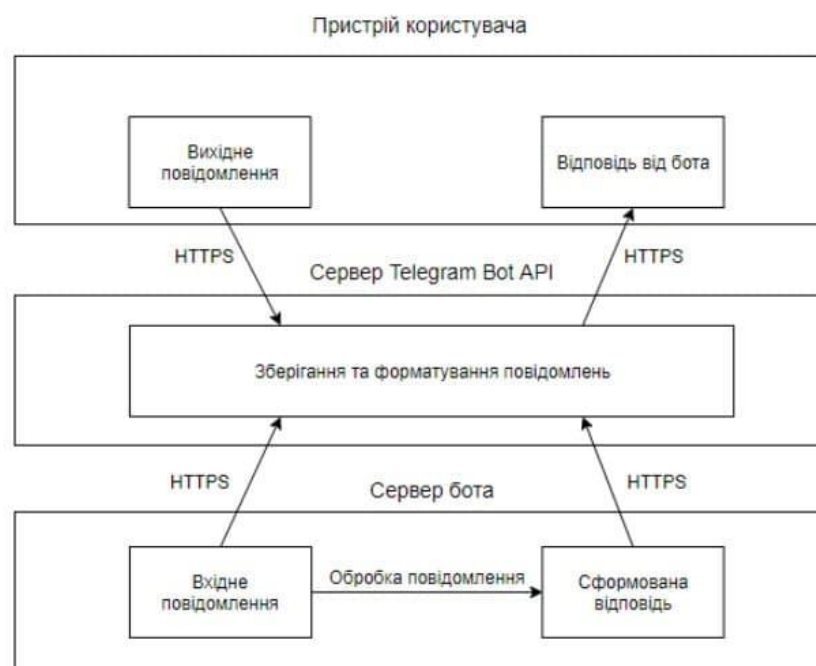 Пристрій користувача
Вихідне
повідомлення
Відповідь від бота
HTTPS
HTTPS
Сервер Telegram Bot API
Зберігання та форматування повідомлень
HTTPS
HTTPS
Сервер бота
Вхідне
повідомлення
Обробка повідомлення
Сформована
відповідь